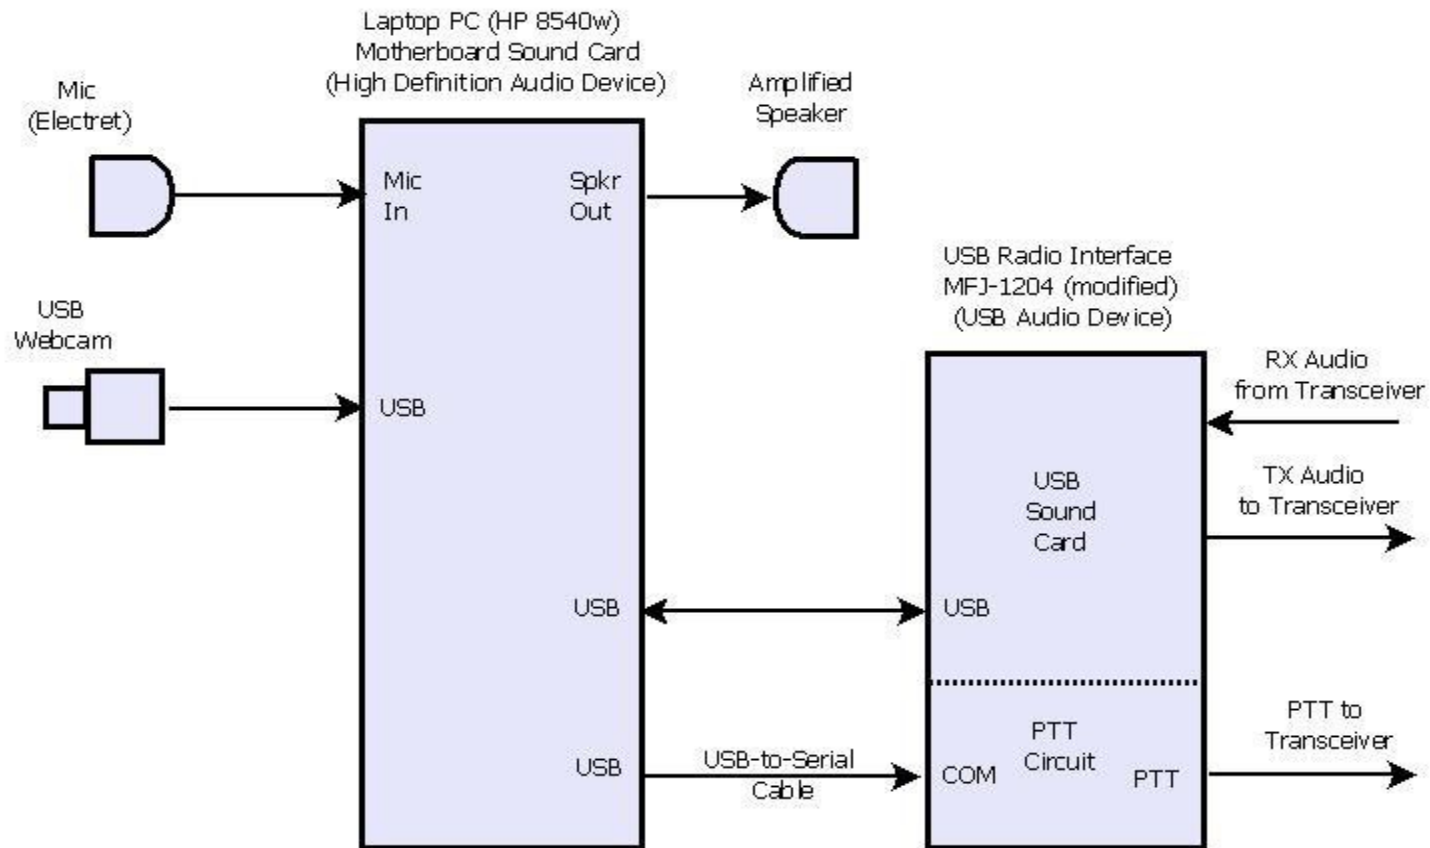 Laptop PC (HP 8540w)
Motherboard Sound Card
(High Definition Audio Device)
Mic
(Electret)
Amplified
Speaker
Mic
In
Spkr
Out
USB
Webcam
USB
USB Radio Interface
MFJ-1204 (modified)
(USB Audio Device)
RX Audio
from Transceiver
USB
Sound
Card
TX Audio
to Transceiver
USB
USB
PTT
Circuit
PTT to
Transceiver
USB
USB-to-Serial
Cable
COM
PTT